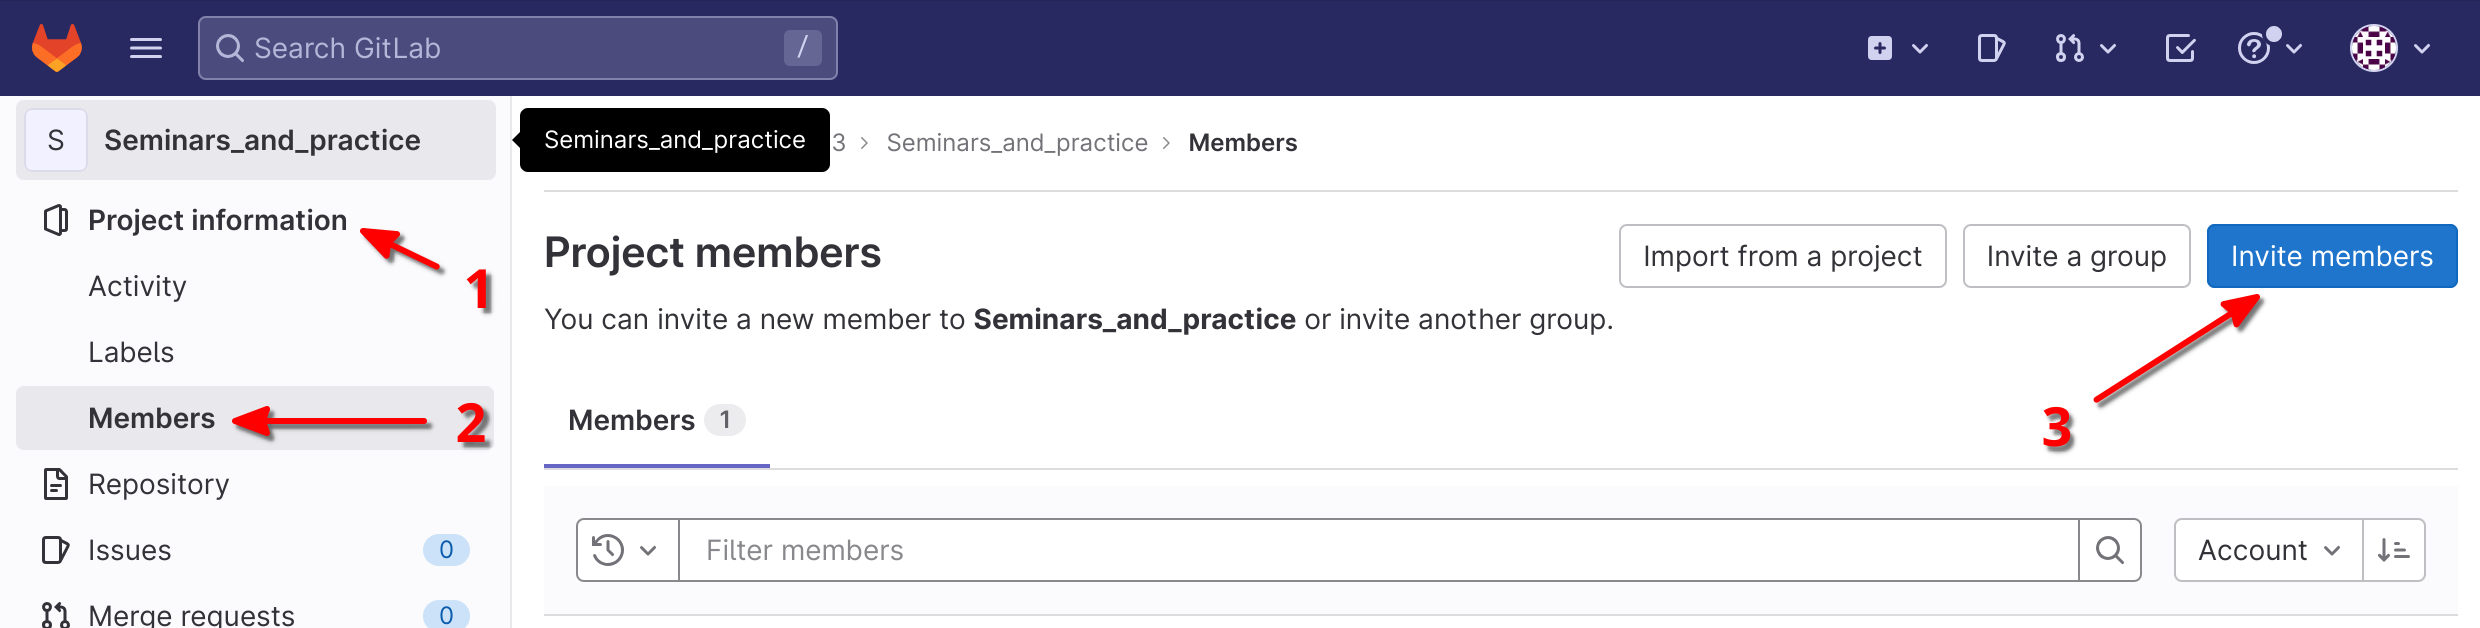 Search GitLab /
S Seminars_and_practice
Seminars_and_practice 3 > Seminars_and_practice > Members
Project information
1
Activity
Labels
Members
2
Repository
Issues 0
Merge requests 0
Project members
Import from a project Invite a group Invite members
You can invite a new member to Seminars_and_practice or invite another group.
3
Members 1
Filter members Account